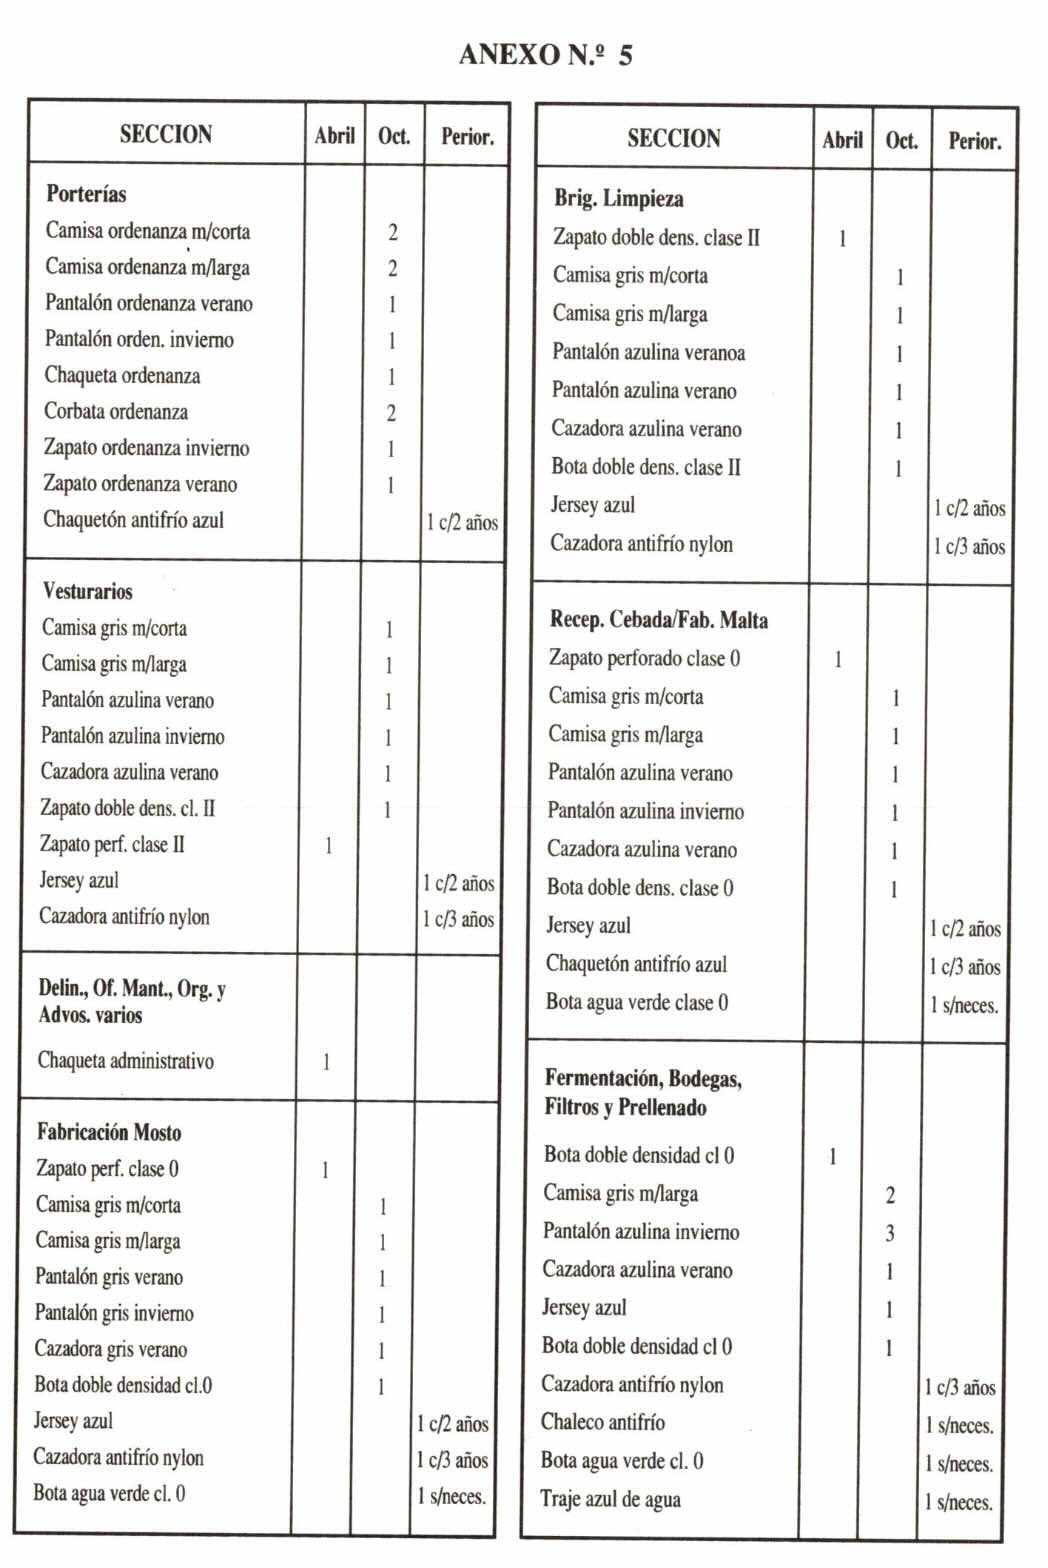 ANEXO N.º 5
SECCION Abril Oct. Perior.
Porterías
Camisa ordenanza m/corta 2
Camisa ordenanza m/larga 2
Pantalón ordenanza verano 1
Pantalón orden. invierno 1
Chaqueta ordenanza 1
Corbata ordenanza 2
Zapato ordenanza invierno 1
Zapato ordenanza verano 1
Chaquetón antifrío azul 1 c/2 años
Vesturarios
Camisa gris m/corta 1
Camisa gris m/larga 1
Pantalón azulina verano 1
Pantalón azulina invierno 1
Cazadora azulina verano 1
Zapato doble dens. cl. II 1
Zapato perf. clase II 1
Jersey azul 1 c/2 años
Cazadora antifrío nylon 1 c/3 años
Delin., Of. Mant., Org. y
Advos. varios
Chaqueta administrativo 1
Fabricación Mosto
Zapato perf. clase 0 1
Camisa gris m/corta 1
Camisa gris m/larga 1
Pantalón gris verano 1
Pantalón gris invierno 1
Cazadora gris verano 1
Bota doble densidad cl.0 1
Jersey azul 1 c/2 años
Cazadora antifrío nylon 1 c/3 años
Bota agua verde cl. 0 1 s/neces.
SECCION Abril Oct. Perior.
Brig. Limpieza
Zapato doble dens. clase II 1
Camisa gris m/corta 1
Camisa gris m/larga 1
Pantalón azulina veranoa 1
Pantalón azulina verano 1
Cazadora azulina verano 1
Bota doble dens. clase II 1
Jersey azul 1 c/2 años
Cazadora antifrío nylon 1 c/3 años
Recep. Cebada/Fab. Malta
Zapato perforado clase 0 1
Camisa gris m/corta 1
Camisa gris m/larga 1
Pantalón azulina verano 1
Pantalón azulina invierno 1
Cazadora azulina verano 1
Bota doble dens. clase 0 1
Jersey azul 1 c/2 años
Chaquetón antifrío azul 1 c/3 años
Bota agua verde clase 0 1 s/neces.
Fermentación, Bodegas,
Filtros y Prellenado
Bota doble densidad cl 0 1
Camisa gris m/larga 2
Pantalón azulina invierno 3
Cazadora azulina verano 1
Jersey azul 1
Bota doble densidad cl 0 1
Cazadora antifrío nylon 1 c/3 años
Chaleco antifrío 1 s/neces.
Bota agua verde cl. 0 1 s/neces.
Traje azul de agua 1 s/neces.